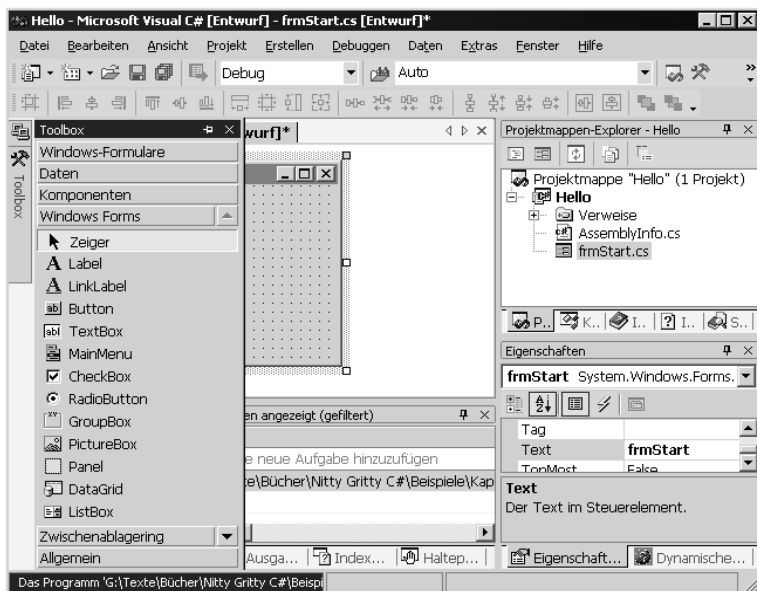 Hello - Microsoft Visual C# [Entwurf] - frmStart.cs [Entwurf]*
Datei Bearbeiten Ansicht Projekt Erstellen Debuggen Daten Extras Fenster Hilfe
Debug
Auto
Toolbox
Toolbox
Windows-Formulare
Daten
Komponenten
Windows Forms
Zeiger
A Label
A LinkLabel
ab Button
abl TextBox
MainMenu
CheckBox
RadioButton
XY GroupBox
PictureBox
Panel
DataGrid
ListBox
Zwischenablagering
Allgemein
wurf]*
en angezeigt (gefiltert)
e neue Aufgabe hinzuzufügen
te\Bücher\Nitty Gritty C#\Beispiele\Kap
Ausga... Index... Haltep...
Projektmappen-Explorer - Hello
Projektmappe "Hello" (1 Projekt)
C# Hello
Verweise
AssemblyInfo.cs
frmStart.cs
P.. K.. I.. I.. S..
Eigenschaften
frmStart System.Windows.Forms.
Tag
Text frmStart
TopMost False
Text
Der Text im Steuerelement.
Eigenschaft... Dynamische...
Das Programm 'G:\Texte\Bücher\Nitty Gritty C#\Beispi